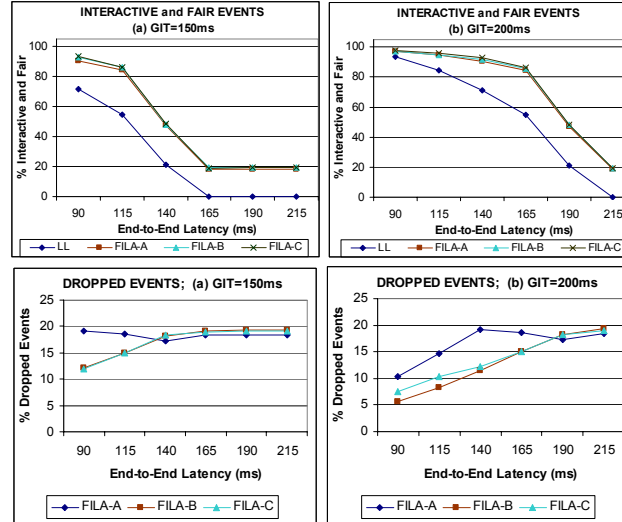 INTERACTIVE and FAIR EVENTS
(a) GIT=150ms
% Interactive and Fair
100
80
60
40
20
0
90 115 140 165 190 215
End-to-End Latency (ms)
LL FILA-A FILA-B FILA-C
INTERACTIVE and FAIR EVENTS
(b) GIT=200ms
% Interactive and Fair
100
80
60
40
20
0
90 115 140 165 190 215
End-to-End Latency (ms)
LL FILA-A FILA-B FILA-C
DROPPED EVENTS; (a) GIT=150ms
% Dropped Events
25
20
15
10
5
0
90 115 140 165 190 215
End-to-End Latency (ms)
FILA-A FILA-B FILA-C
DROPPED EVENTS; (b) GIT=200ms
% Dropped Events
25
20
15
10
5
0
90 115 140 165 190 215
End-to-End Latency (ms)
FILA-A FILA-B FILA-C